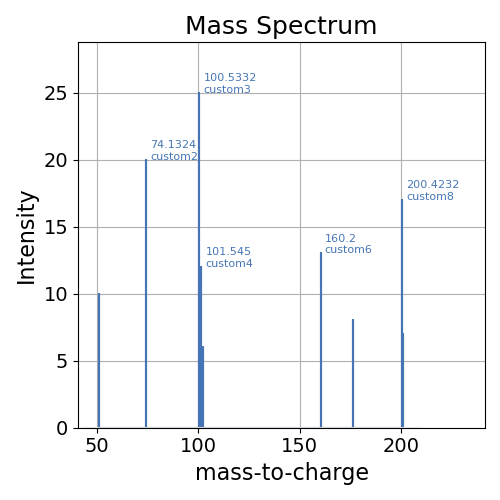 Mass Spectrum
100.5332
custom3
74.1324
custom2
200.4232
custom8
160.2
custom6
101.545
custom4
25
20
15
10
5
0
Intensity
50
100
150
200
mass-to-charge